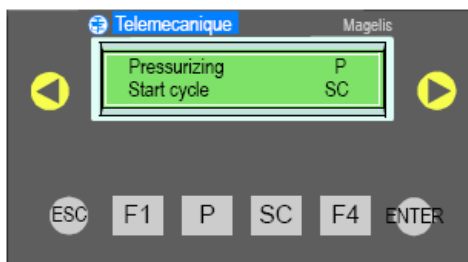 Telemecanique Magelis
Pressurizing P
Start cycle SC
ESC F1 P SC F4 ENTER